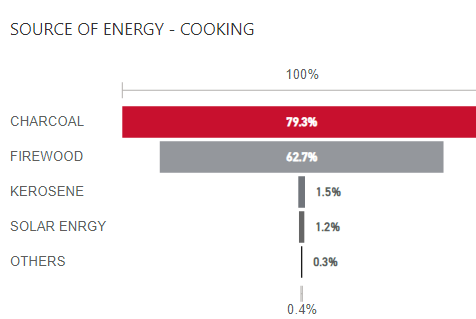 SOURCE OF ENERGY - COOKING
100%
CHARCOAL 79.3%
FIREWOOD 62.7%
KEROSENE 1.5%
SOLAR ENRGY 1.2%
OTHERS 0.3%
0.4%